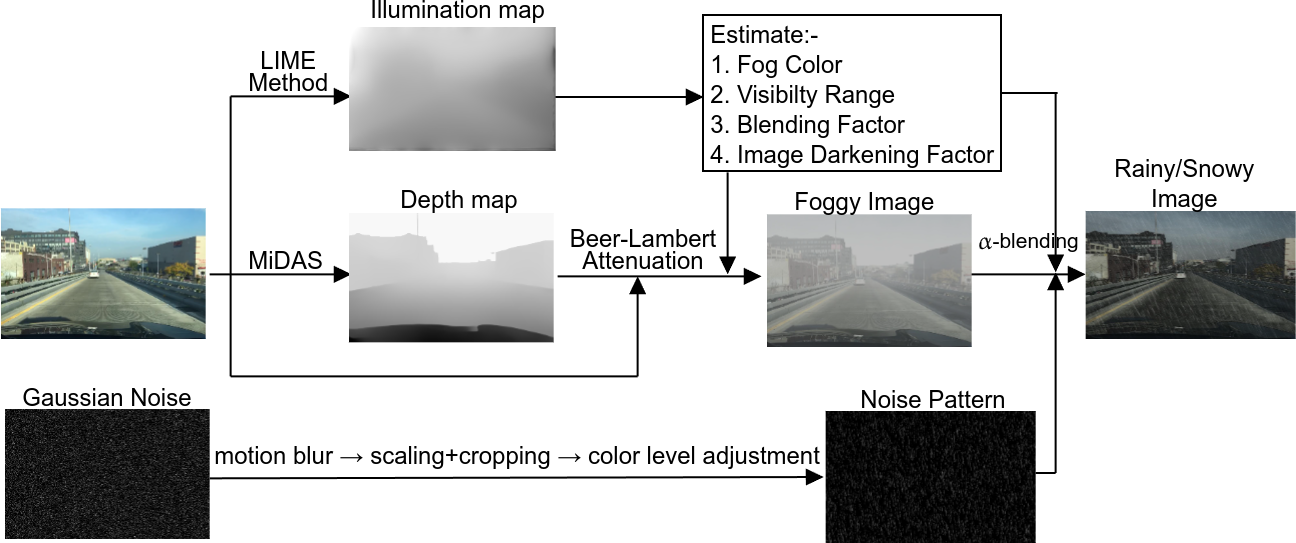 Illumination map
LIME
Method
Estimate:-
1. Fog Color
2. Visibilty Range
3. Blending Factor
4. Image Darkening Factor
Rainy/Snowy
Image
Depth map
MiDAS
Beer-Lambert
Attenuation
Foggy Image
α-blending
Gaussian Noise
motion blur → scaling+cropping → color level adjustment
Noise Pattern